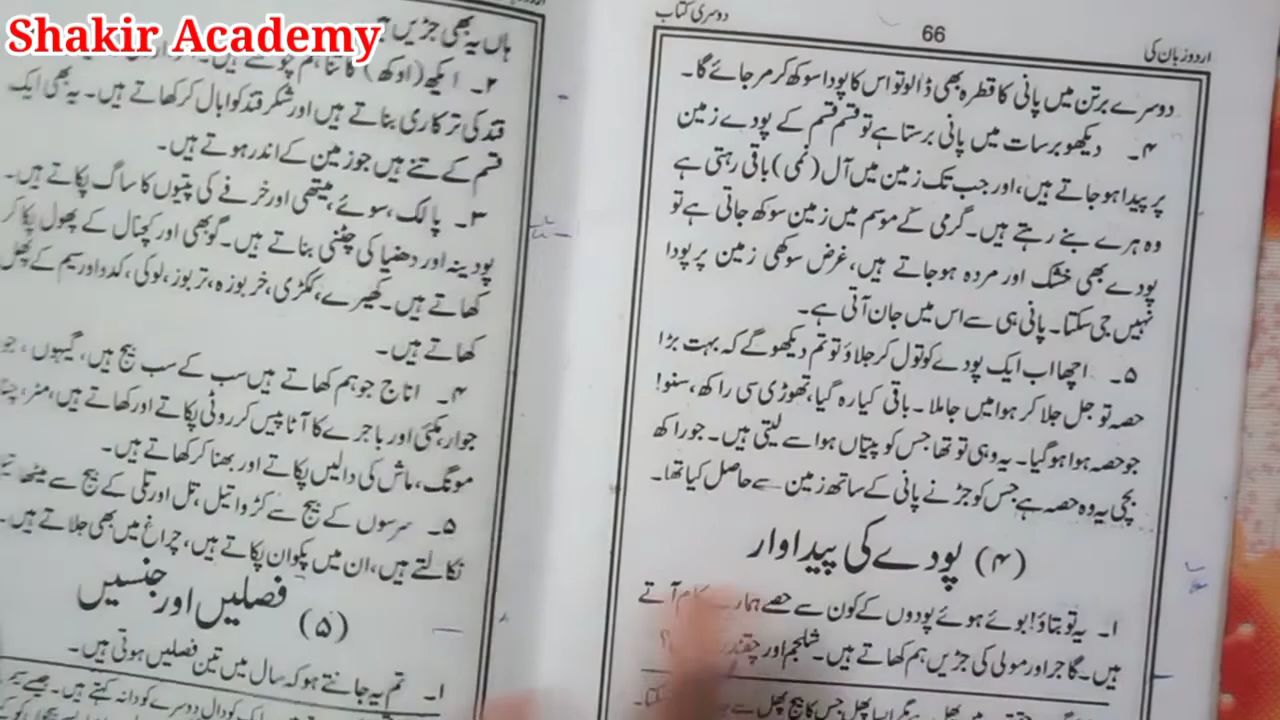 Shakir Academy
اردو زبان کی
66
دوسری کتاب
دوسرے برتن میں پانی کا قطرہ بھی ڈالو تو اس کا پودا سوکھ کر مر جائے گا۔
۴۔ دیکھو برسات میں پانی برستا ہے تو قسم قسم کے پودے زمین
پر پیدا ہو جاتے ہیں، اور جب تک زمین میں آل (نمی) باقی رہتی ہے
وہ ہرے بنے رہتے ہیں۔ گرمی کے موسم میں زمین سوکھ جاتی ہے تو
پودے بھی خشک اور مردہ ہو جاتے ہیں، غرض سوکھی زمین پر پودا
نہیں جی سکتا۔ پانی ہی سے اس میں جان آتی ہے۔
۵۔ اچھا اب ایک پودے کو تول کر جلاؤ تو تم دیکھو گے کہ بہت بڑا
حصہ تو جل جلا کر ہوا میں جا ملا۔ باقی کیا رہ گیا، تھوڑی سی راکھ، سنو!
جو حصہ ہوا ہو گیا۔ یہ وہی تو تھا جس کو پتیاں ہوا سے لیتی ہیں۔ جو راکھ
بچی یہ وہ حصہ ہے جس کو جڑ نے پانی کے ساتھ زمین سے حاصل کیا تھا۔
(۴) پودے کی پیداوار
۱۔ یہ تو بتاؤ! بوئے ہوئے پودوں کے کون سے حصے ہمارے کام آتے
ہیں۔ گاجر اور مولی کی جڑیں ہم کھاتے ہیں۔ شلجم اور چقندر
ہاں یہ بھی جڑیں
۲۔ ایکھ (اوکھ) کا تنا ہم چوستے ہیں۔
قند کی ترکاری بناتے ہیں اور شکر قند کو ابال کر کھاتے ہیں۔ یہ بھی ایک
قسم کے تنے ہیں جو زمین کے اندر ہوتے ہیں۔
۳۔ پالک، سوئے، میتھی اور خرفے کی پتیوں کا ساگ پکاتے ہیں۔
پودینہ اور دھنیا کی چٹنی بناتے ہیں۔ گوبھی اور کچنال کے پھول پکا کر
کھاتے ہیں۔ کھیرے، ککڑی، خربوزہ، تربوز، لوکی، کدو اور سیم کے پھل
کھاتے ہیں۔
۴۔ اناج جو ہم کھاتے ہیں سب کے سب بیج ہیں، گیہوں، جو
جوار، مکئی اور باجرے کا آٹا پیس کر روٹی پکاتے اور کھاتے ہیں، مٹر، چنا
مونگ، ماش کی دالیں پکاتے اور بھنا کر کھاتے ہیں۔
۵۔ سرسوں کے بیج سے کڑوا تیل، تل اور تلی کے بیج سے میٹھا
نکالتے ہیں، ان میں پکوان پکاتے ہیں، چراغ میں بھی جلاتے ہیں۔
(۵) فصلیں اور جنسیں
۱۔ تم یہ جانتے ہو کہ سال میں تین فصلیں ہوتی ہیں۔